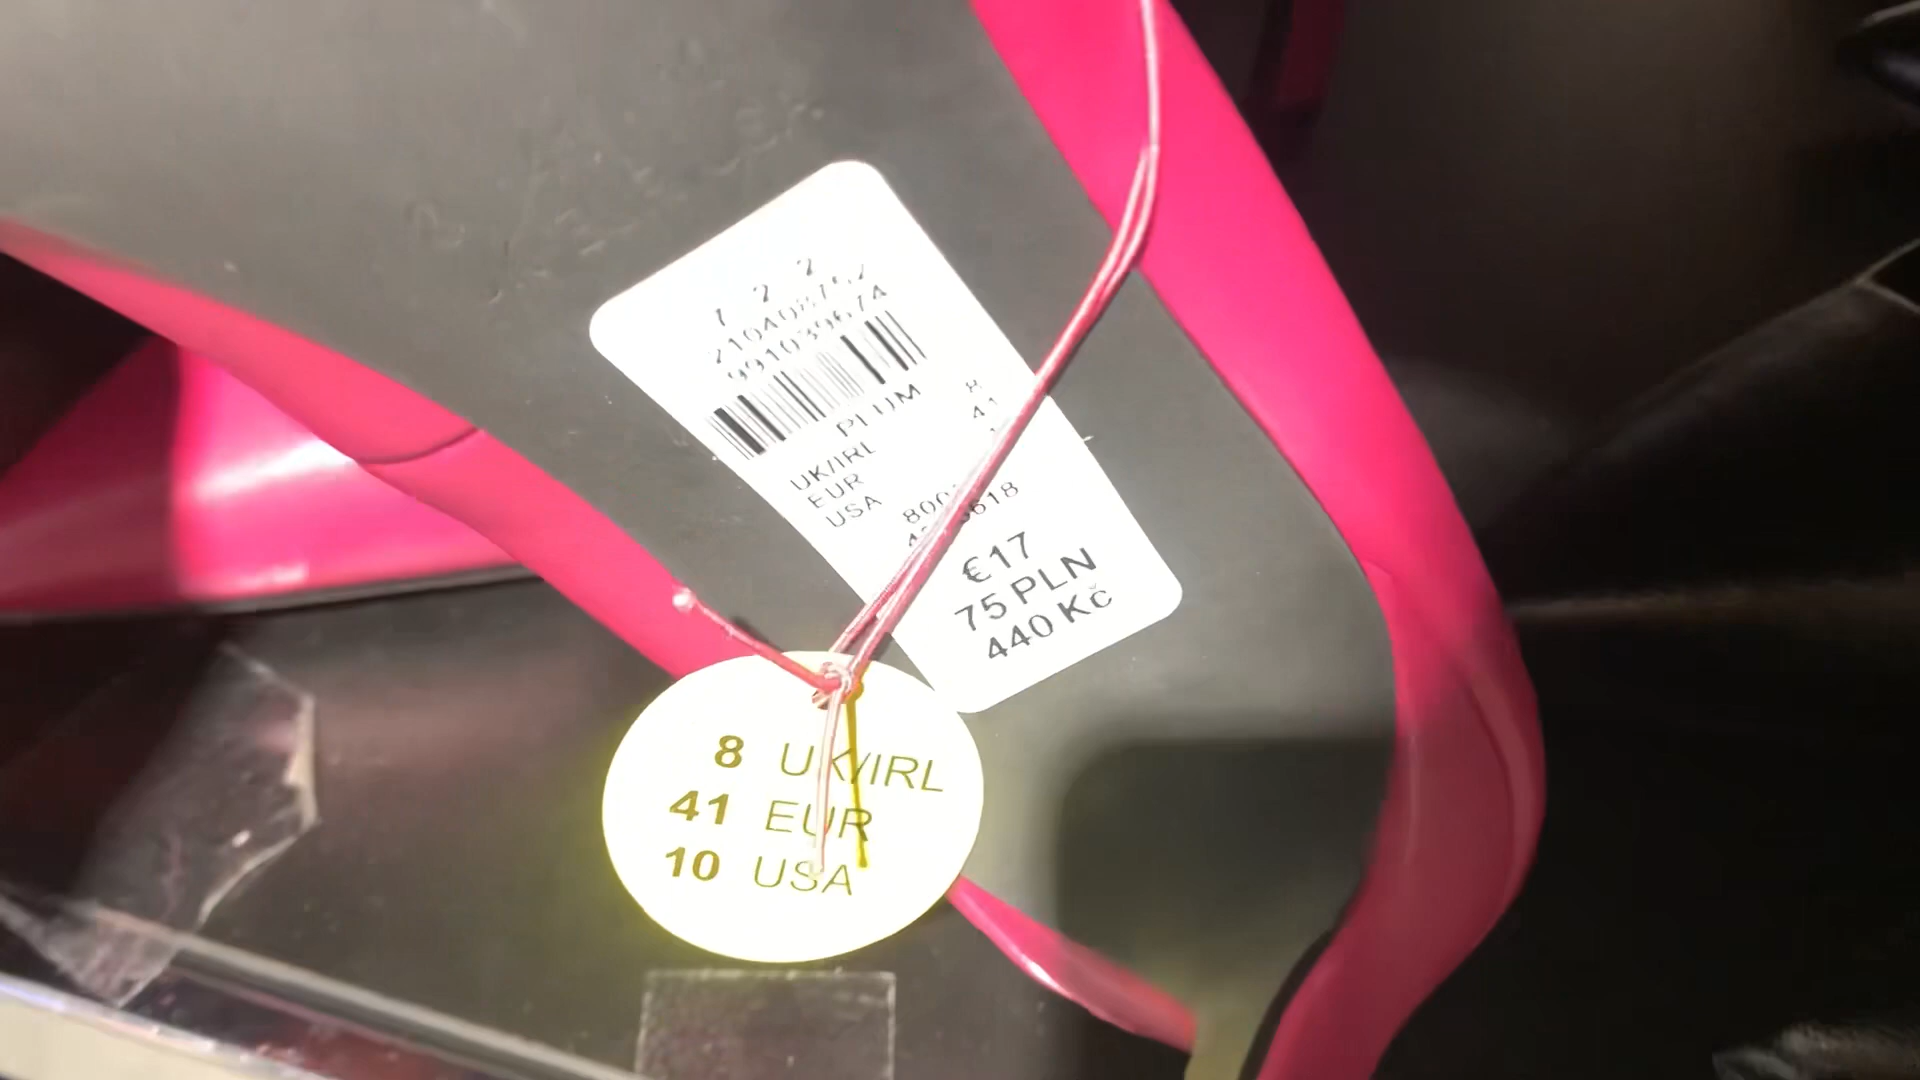 PLUM
UK/IRL 8
EUR 41
USA
€17
75 PLN
440 Kč
8 UK/IRL
41 EUR
10 USA